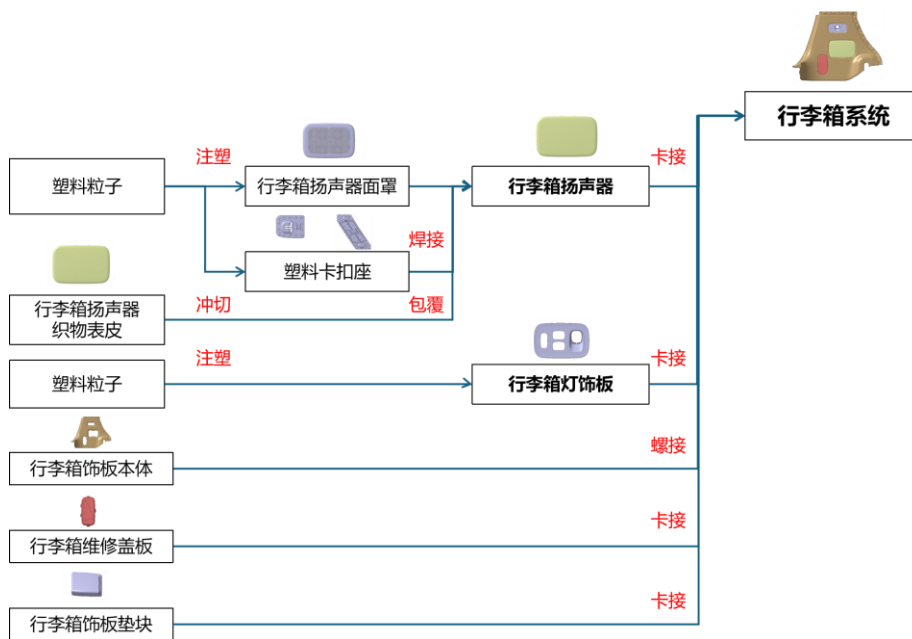 行李箱系统
注塑
卡接
塑料粒子
行李箱扬声器面罩
行李箱扬声器
焊接
塑料卡扣座
冲切
包覆
行李箱扬声器
织物表皮
注塑
卡接
塑料粒子
行李箱灯饰板
螺接
行李箱饰板本体
卡接
行李箱维修盖板
卡接
行李箱饰板垫块